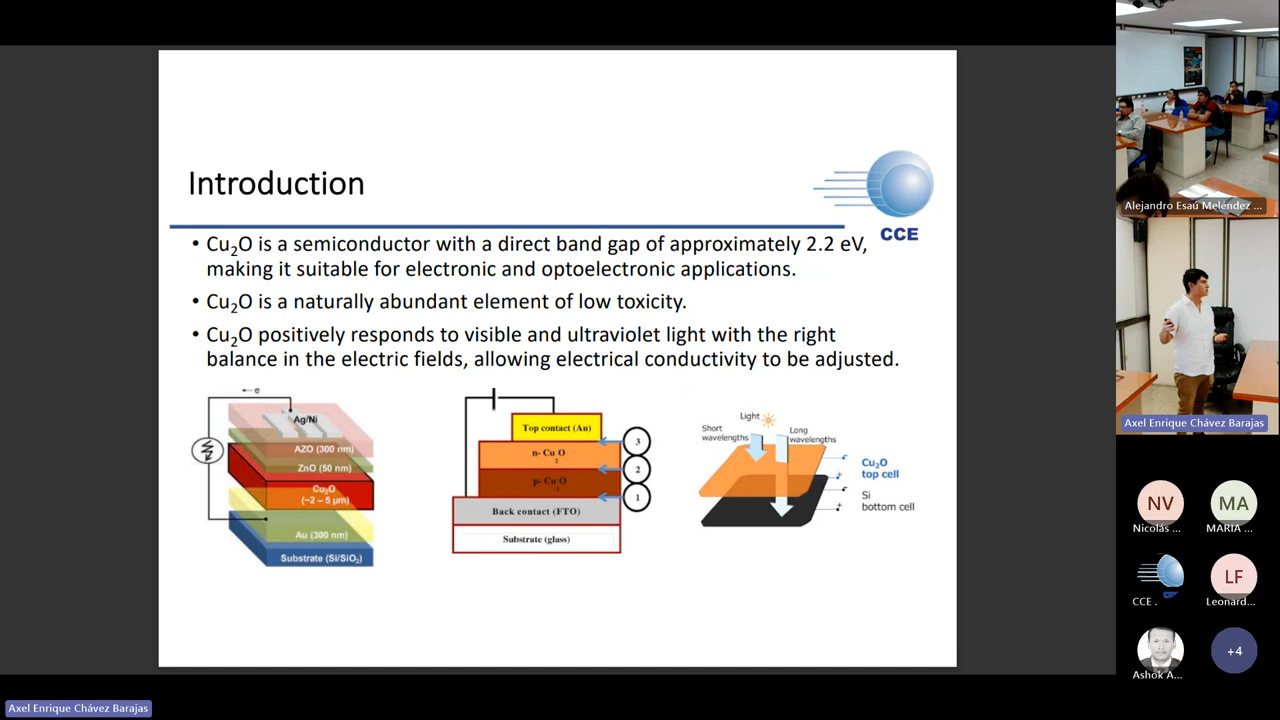 Introduction
CCE
• Cu₂O is a semiconductor with a direct band gap of approximately 2.2 eV,
making it suitable for electronic and optoelectronic applications.
• Cu₂O is a naturally abundant element of low toxicity.
• Cu₂O positively responds to visible and ultraviolet light with the right
balance in the electric fields, allowing electrical conductivity to be adjusted.
←e
Ag/Ni
AZO (300 nm)
ZnO (50 nm)
Cu₂O
(~2 – 5 μm)
Au (300 nm)
Substrate (Si/SiO₂)
Top contact (Au)
n- Cu₂O
p- Cu₂O
Back contact (FTO)
Substrate (glass)
3
2
1
Light
Short
wavelengths
Long
wavelengths
Cu₂O
top cell
Si
bottom cell
- +
- +
Alejandro Esaú Meléndez ...
Axel Enrique Chávez Barajas
NV
Nicolás ...
MA
MARIA ...
CCE .
LF
Leonard...
Ashok A...
+4
Axel Enrique Chávez Barajas